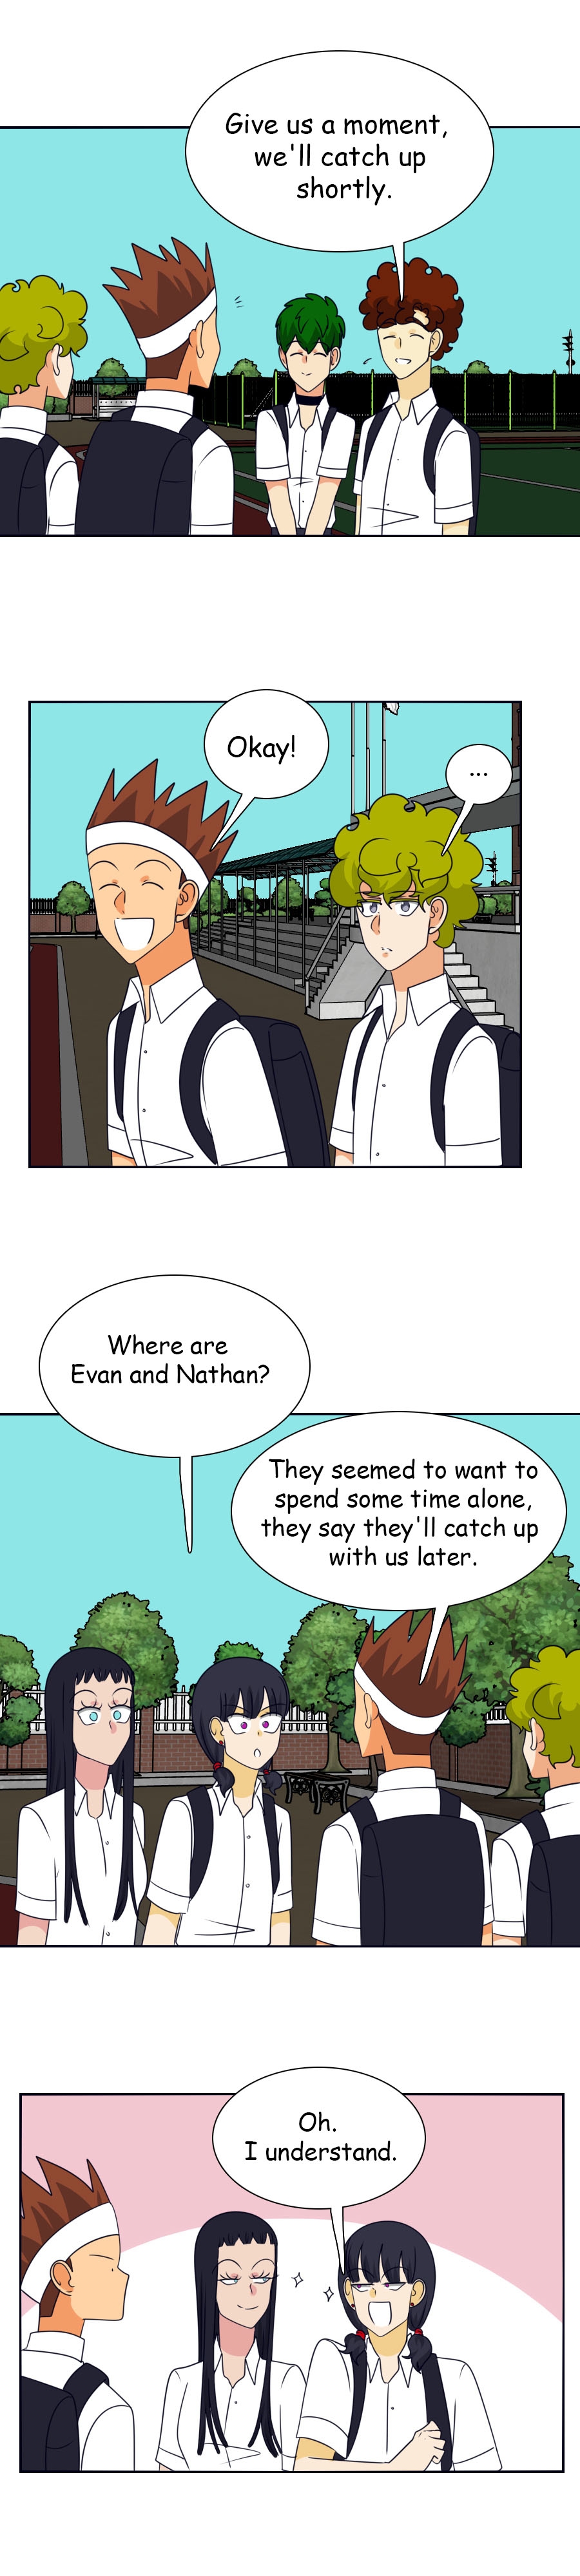 Give us a moment,
we'll catch up
shortly.
Okay!
...
Where are
Evan and Nathan?
They seemed to want to
spend some time alone,
they say they'll catch up
with us later.
Oh.
I understand.